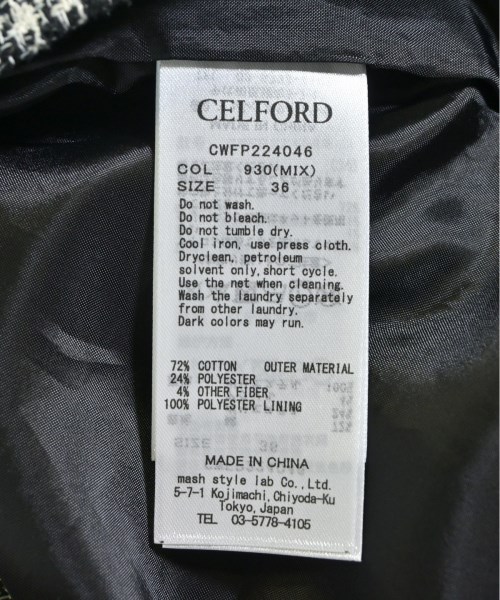 CELFORD
CWFP224046
COL 930(MIX)
SIZE 36
Do not wash.
Do not bleach.
Do not tumble dry.
Cool iron, use press cloth.
Dryclean, petroleum
solvent only,short cycle.
Use the net when cleaning.
Wash the laundry separately
from other laundry.
Dark colors may run.
72% COTTON OUTER MATERIAL
24% POLYESTER
4% OTHER FIBER
100% POLYESTER LINING
MADE IN CHINA
mash style lab Co.,Ltd.
5-7-1 Kojimachi,Chiyoda-Ku
Tokyo,Japan
TEL 03-5778-4105